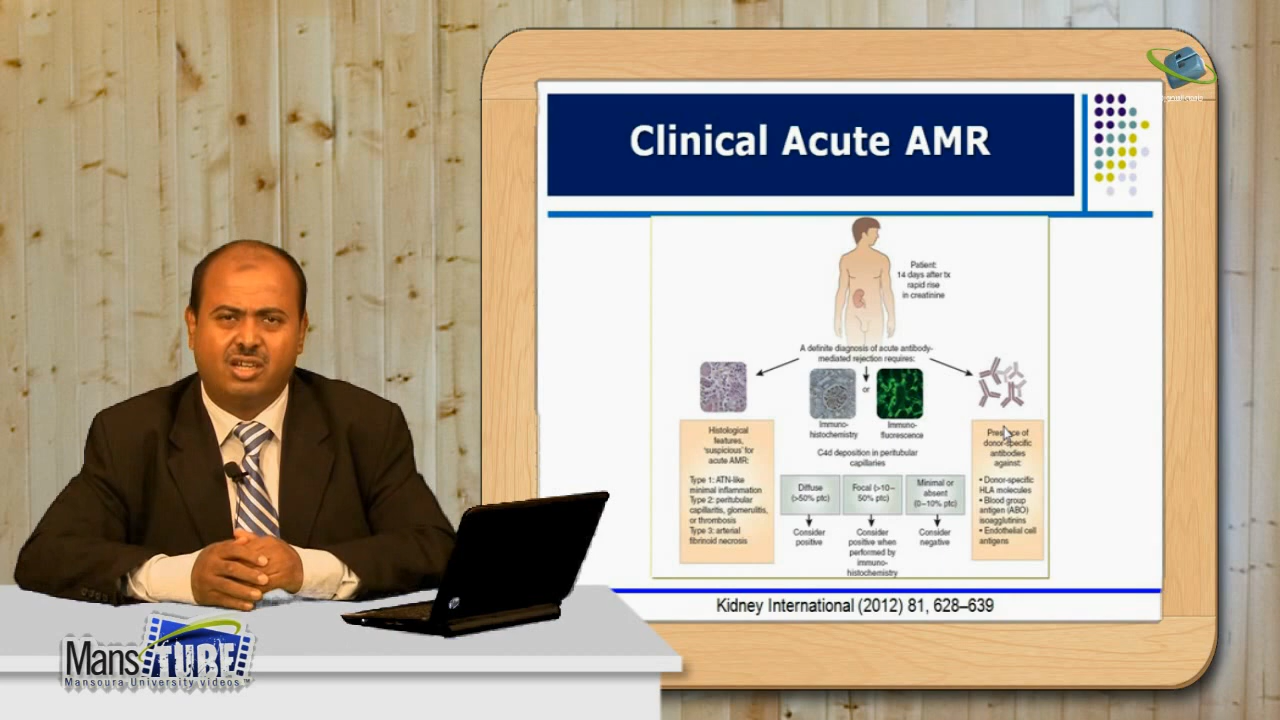 Clinical Acute AMR
Patient:
14 days after tx
rapid rise
in creatinine
A definite diagnosis of acute antibody-
mediated rejection requires:
or
Immuno-
histochemistry
Immuno-
fluorescence
Histological
features,
'suspicious' for
acute AMR:
Type 1: ATN-like
minimal inflammation
Type 2: peritubular
capillaritis, glomerulitis,
or thrombosis
Type 3: arterial
fibrinoid necrosis
C4d deposition in peritubular
capillaries
Diffuse
(>50% ptc)
Focal (>10–
50% ptc)
Minimal or
absent
(0–10% ptc)
Consider
positive
Consider
positive when
performed by
immuno-
histochemistry
Consider
negative
Presence of
donor-specific
antibodies
against:
• Donor-specific
HLA molecules
• Blood group
antigen (ABO)
isoagglutinins
• Endothelial cell
antigens
Kidney International (2012) 81, 628–639
hp
Mans TUBE
Mansoura University videos ™